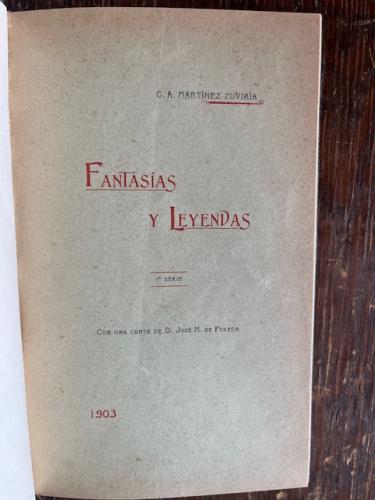 G. A. MARTÍNEZ ZUVIRÍA
FANTASÍAS
Y LEYENDAS
1ª SERIE
CON UNA CARTA DE D. JOSÉ M. DE PEREDA
1903